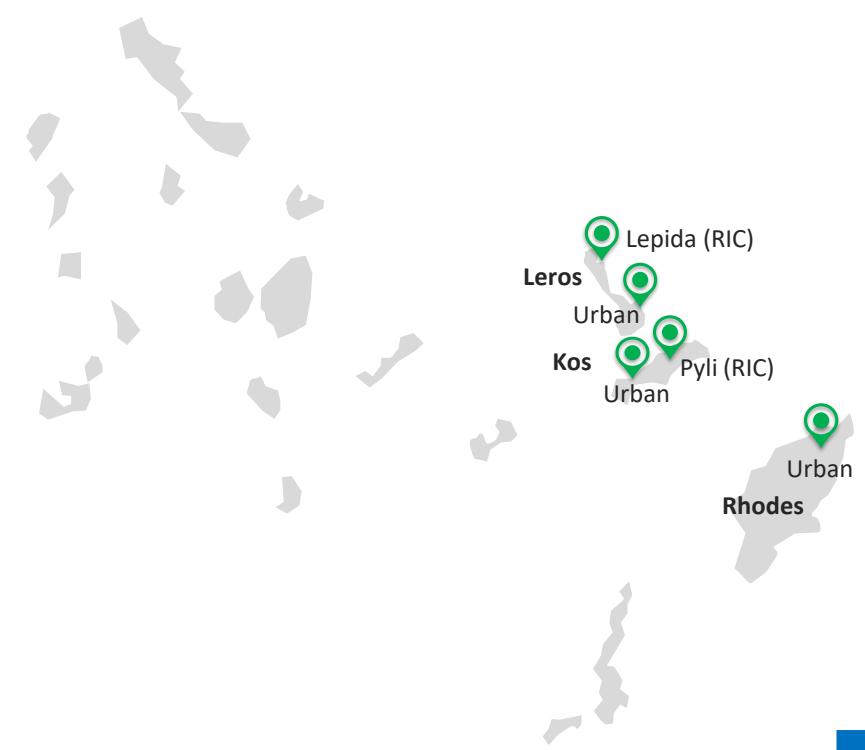 Lepida (RIC)
Leros
Urban
Kos
Pyli (RIC)
Urban
Urban
Rhodes